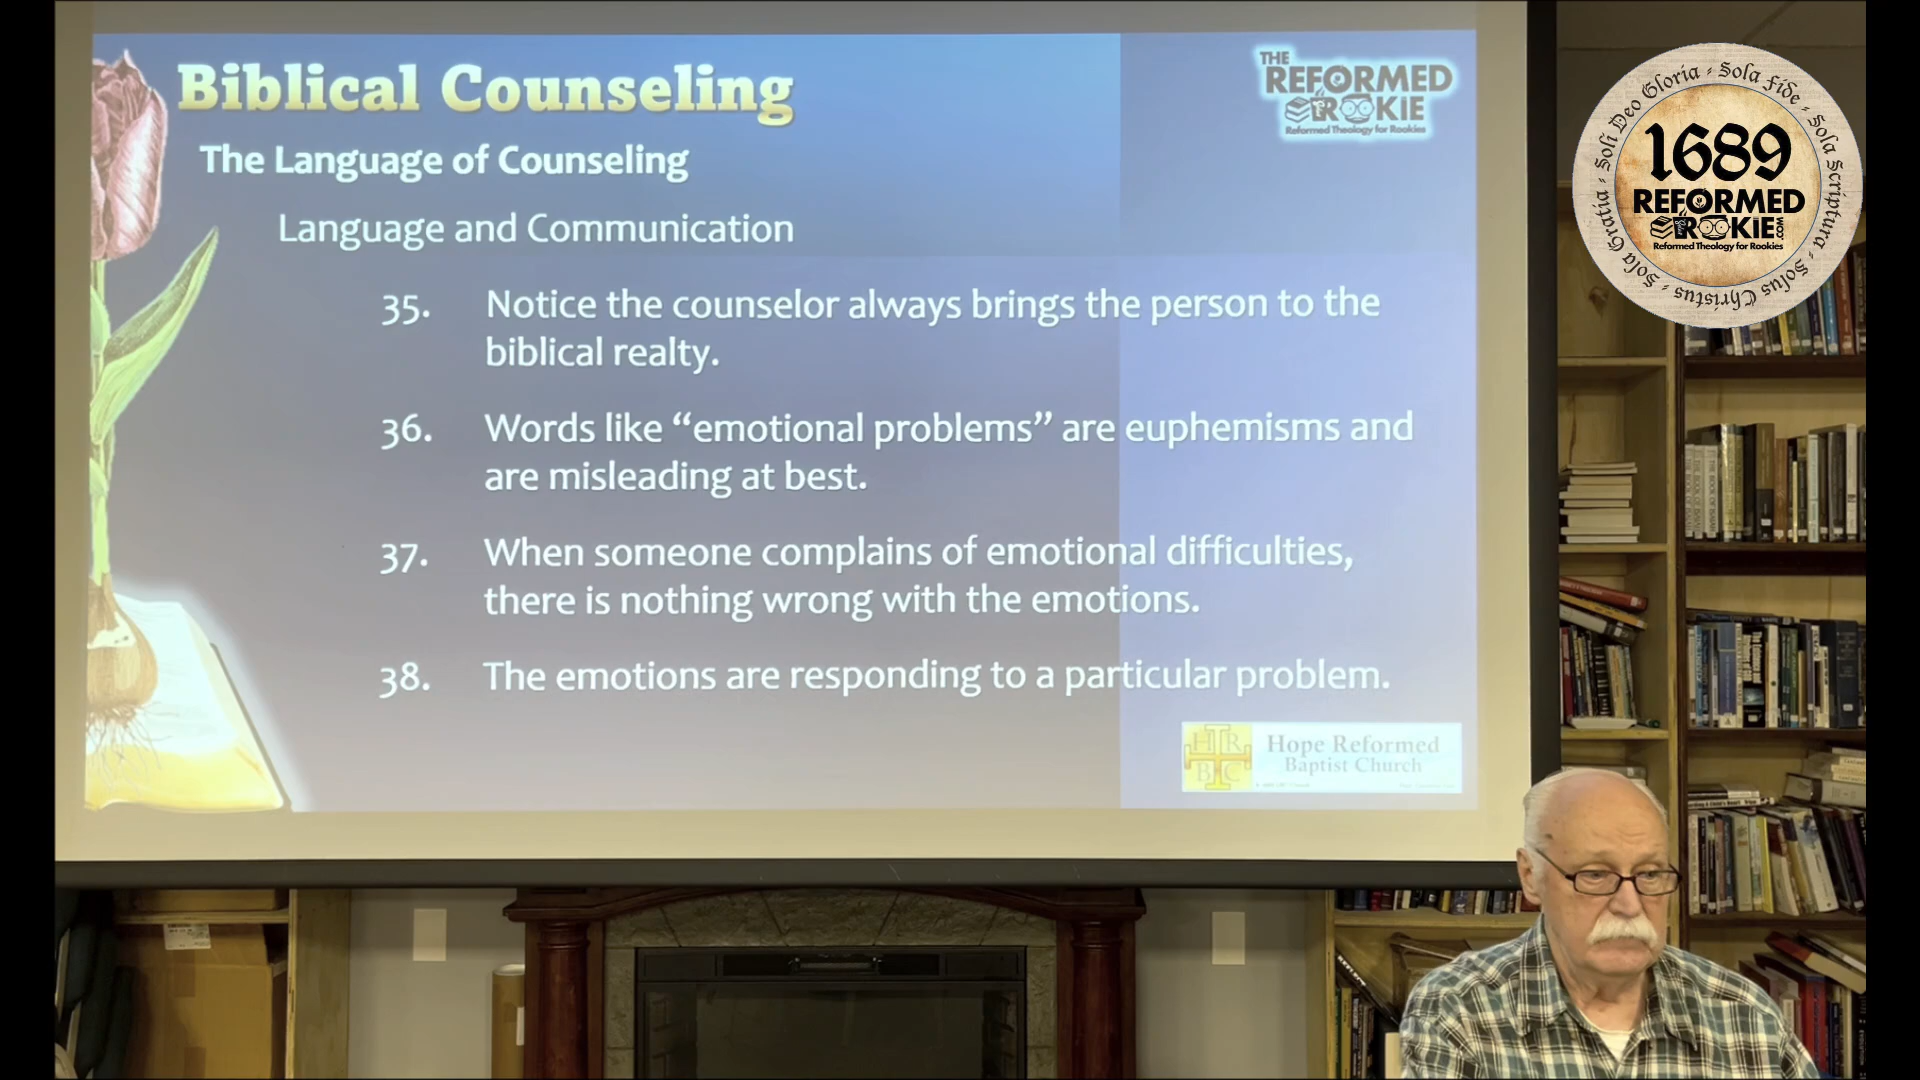 Biblical Counseling
The Language of Counseling
Language and Communication
35. Notice the counselor always brings the person to the
biblical realty.
36. Words like “emotional problems” are euphemisms and
are misleading at best.
37. When someone complains of emotional difficulties,
there is nothing wrong with the emotions.
38. The emotions are responding to a particular problem.
THE
REFORMED
ROOKIE
Reformed Theology for Rookies
HR
BC
Hope Reformed
Baptist Church
Soli Deo Gloria - Sola Fide - Sola Scriptura - Solus Christus - Sola Gratia -
1689
REFORMED
ROOKIE.COM
Reformed Theology for Rookies